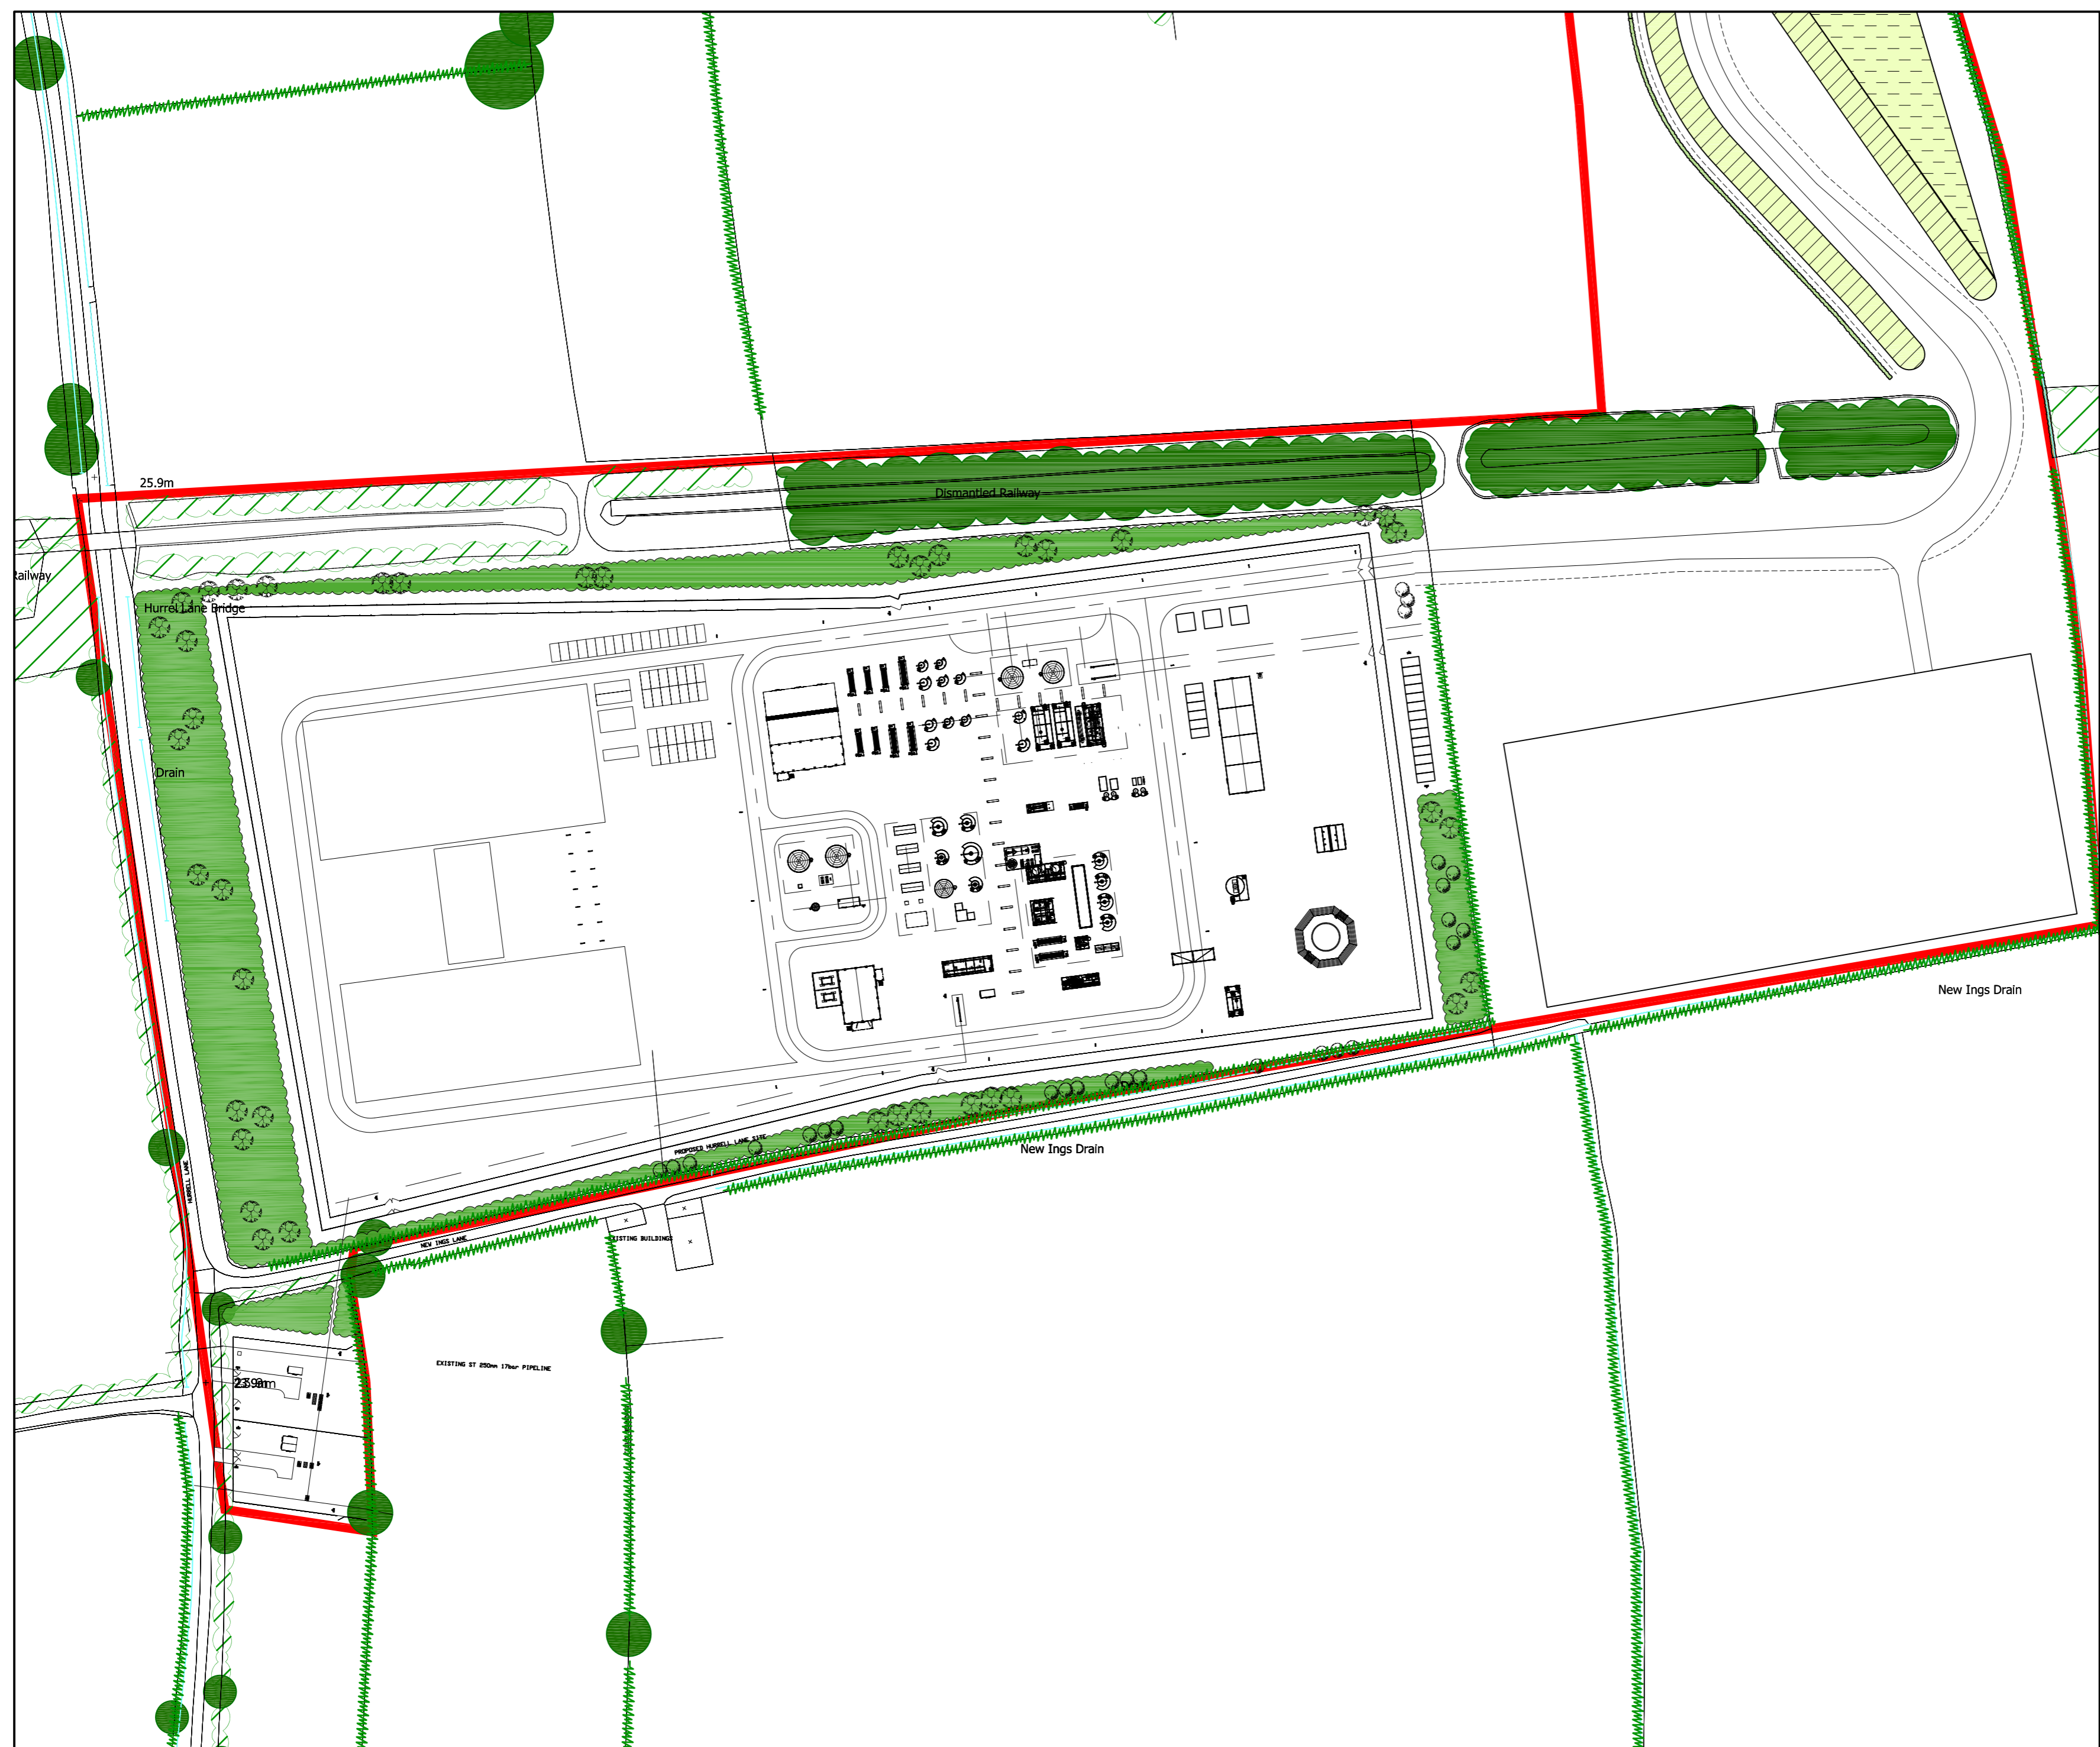 25.9m
Dismantled Railway
Railway
Hurrel Lane Bridge
Drain
New Ings Drain
PROPOSED HURRELL LANE SITE
New Ings Drain
HURRELL LANE
NEW INGS LANE
EXISTING BUILDINGS
EXISTING ST 250mm 17bar PIPELINE